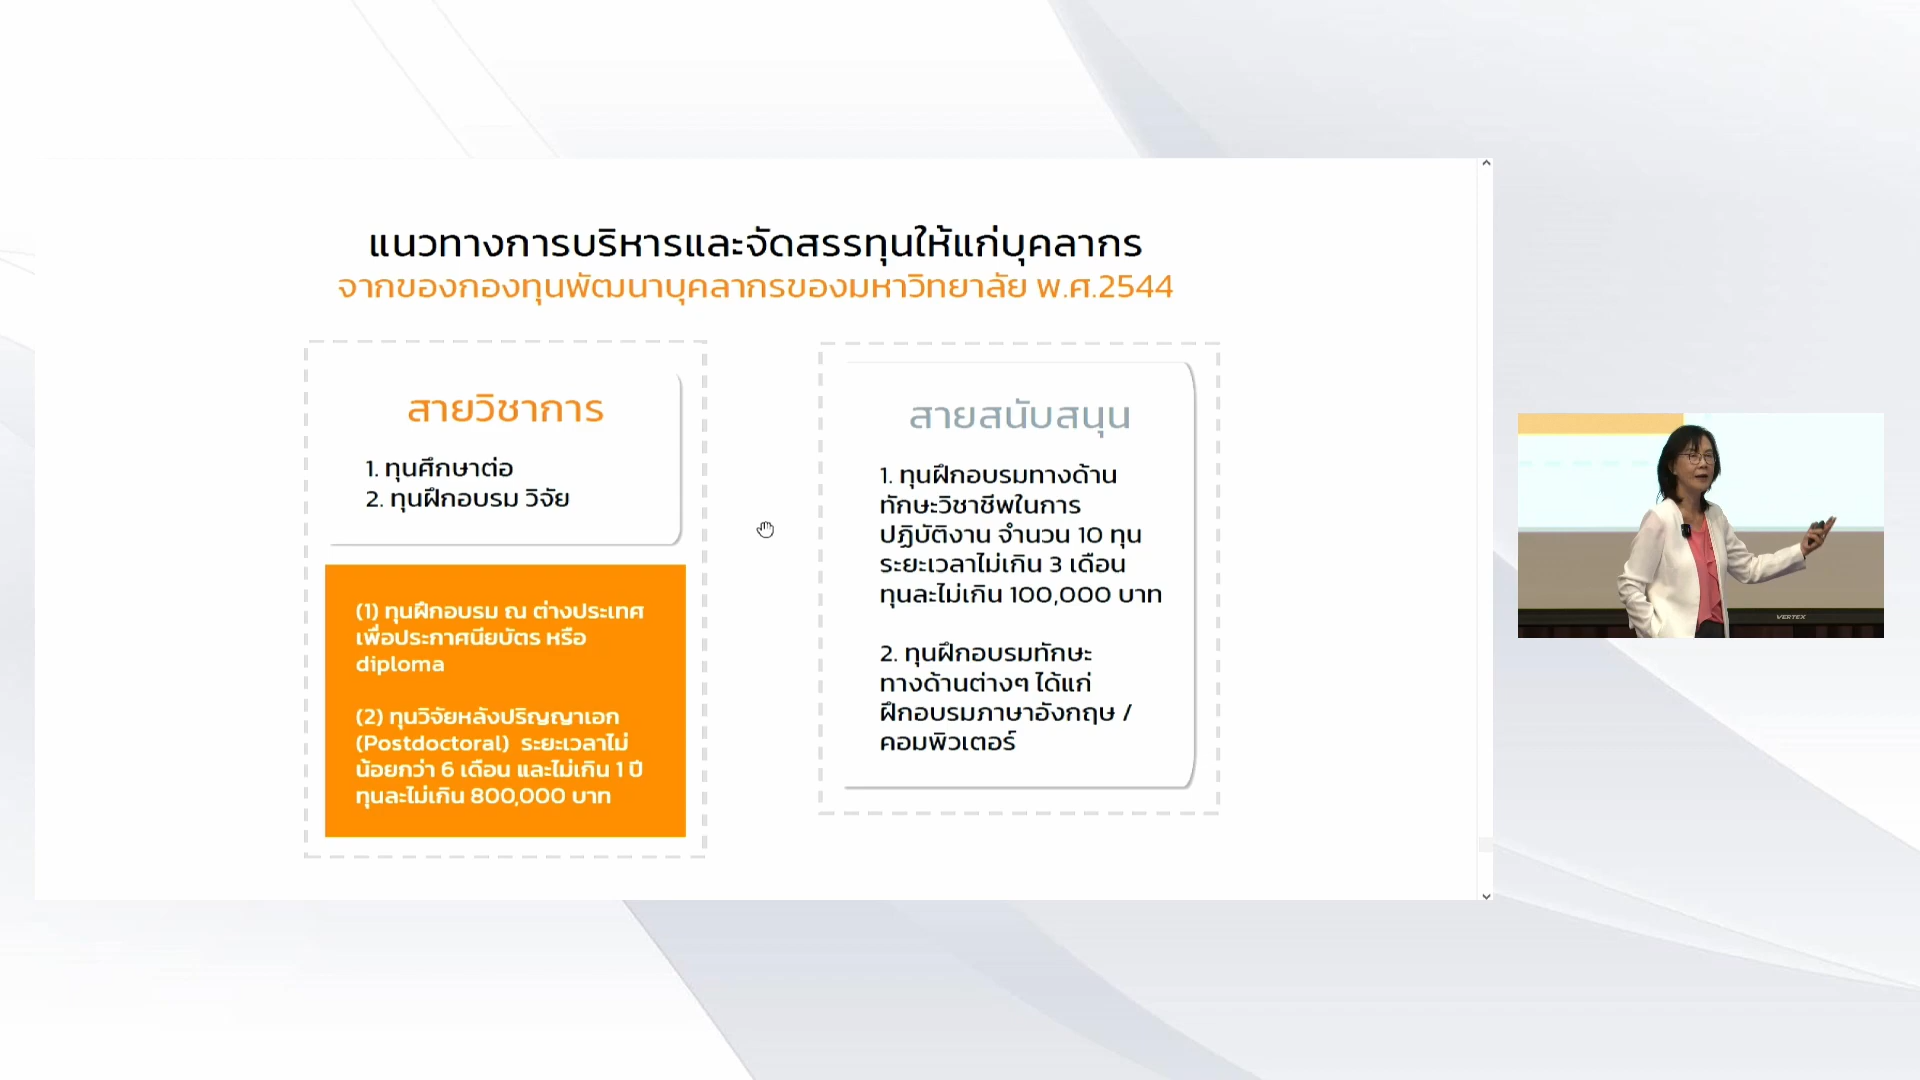 แนวทางการบริหารและจัดสรรทุนให้แก่บุคลากร
จากของกองทุนพัฒนาบุคลากรของมหาวิทยาลัย พ.ศ.2544
สายวิชาการ
1. ทุนศึกษาต่อ
2. ทุนฝึกอบรม วิจัย
(1) ทุนฝึกอบรม ณ ต่างประเทศ
เพื่อประกาศนียบัตร หรือ
diploma
(2) ทุนวิจัยหลังปริญญาเอก
(Postdoctoral) ระยะเวลาไม่
น้อยกว่า 6 เดือน และไม่เกิน 1 ปี
ทุนละไม่เกิน 800,000 บาท
สายสนับสนุน
1. ทุนฝึกอบรมทางด้าน
ทักษะวิชาชีพในการ
ปฏิบัติงาน จำนวน 10 ทุน
ระยะเวลาไม่เกิน 3 เดือน
ทุนละไม่เกิน 100,000 บาท
2. ทุนฝึกอบรมทักษะ
ทางด้านต่างๆ ได้แก่
ฝึกอบรมภาษาอังกฤษ /
คอมพิวเตอร์
VERTEX